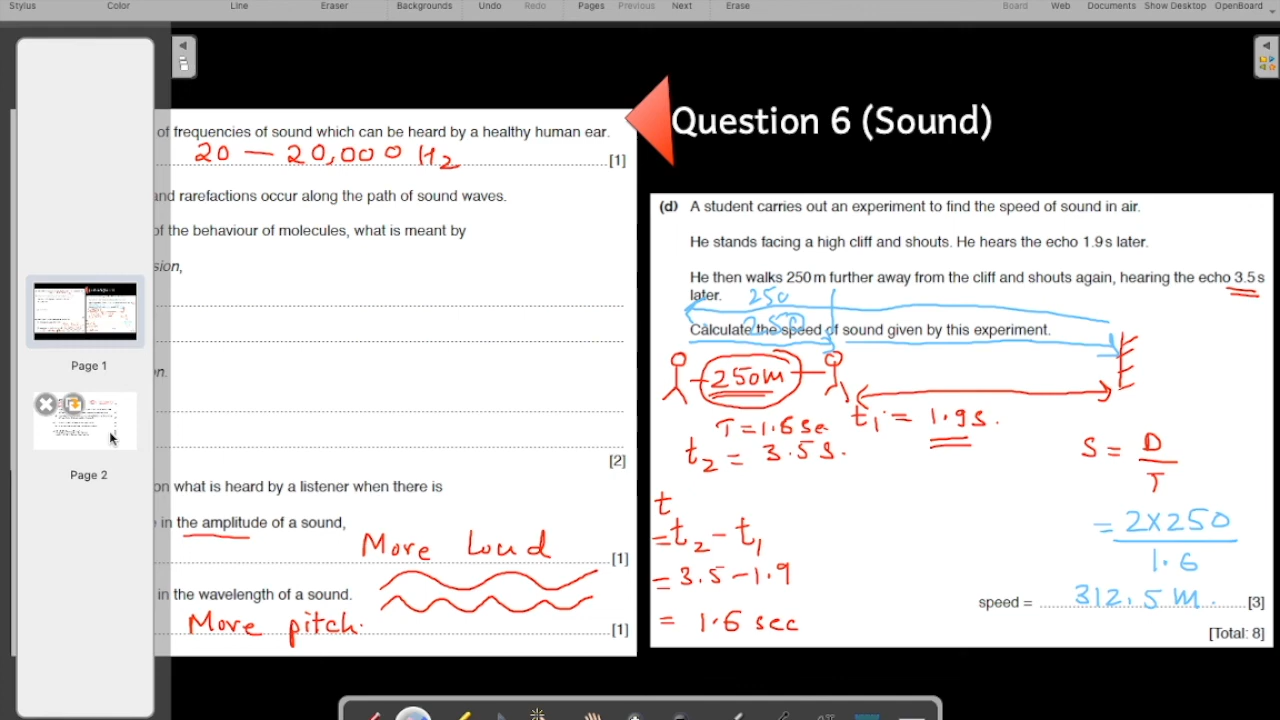 Stylus Color Line Eraser Backgrounds Undo Redo Pages Previous Next Erase Board Web Documents Show Desktop OpenBoard
Page 1
Page 2
of frequencies of sound which can be heard by a healthy human ear.
20 — 20,000 Hz
[1]
and rarefactions occur along the path of sound waves.
of the behaviour of molecules, what is meant by
sion,
on.
[2]
on what is heard by a listener when there is
in the amplitude of a sound,
More Loud
[1]
in the wavelength of a sound.
More pitch.
[1]
Question 6 (Sound)
(d) A student carries out an experiment to find the speed of sound in air.
He stands facing a high cliff and shouts. He hears the echo 1.9 s later.
He then walks 250 m further away from the cliff and shouts again, hearing the echo 3.5 s
later.
250
Calculate the speed of sound given by this experiment.
250
250m
T = 1.6 sec
t1 = 1.9s.
t2 = 3.5s.
S = D
T
t
= t2 - t1
= 3.5 - 1.9
= 1.6 sec
= 2x250
1.6
speed = 312.5 m. [3]
[Total: 8]